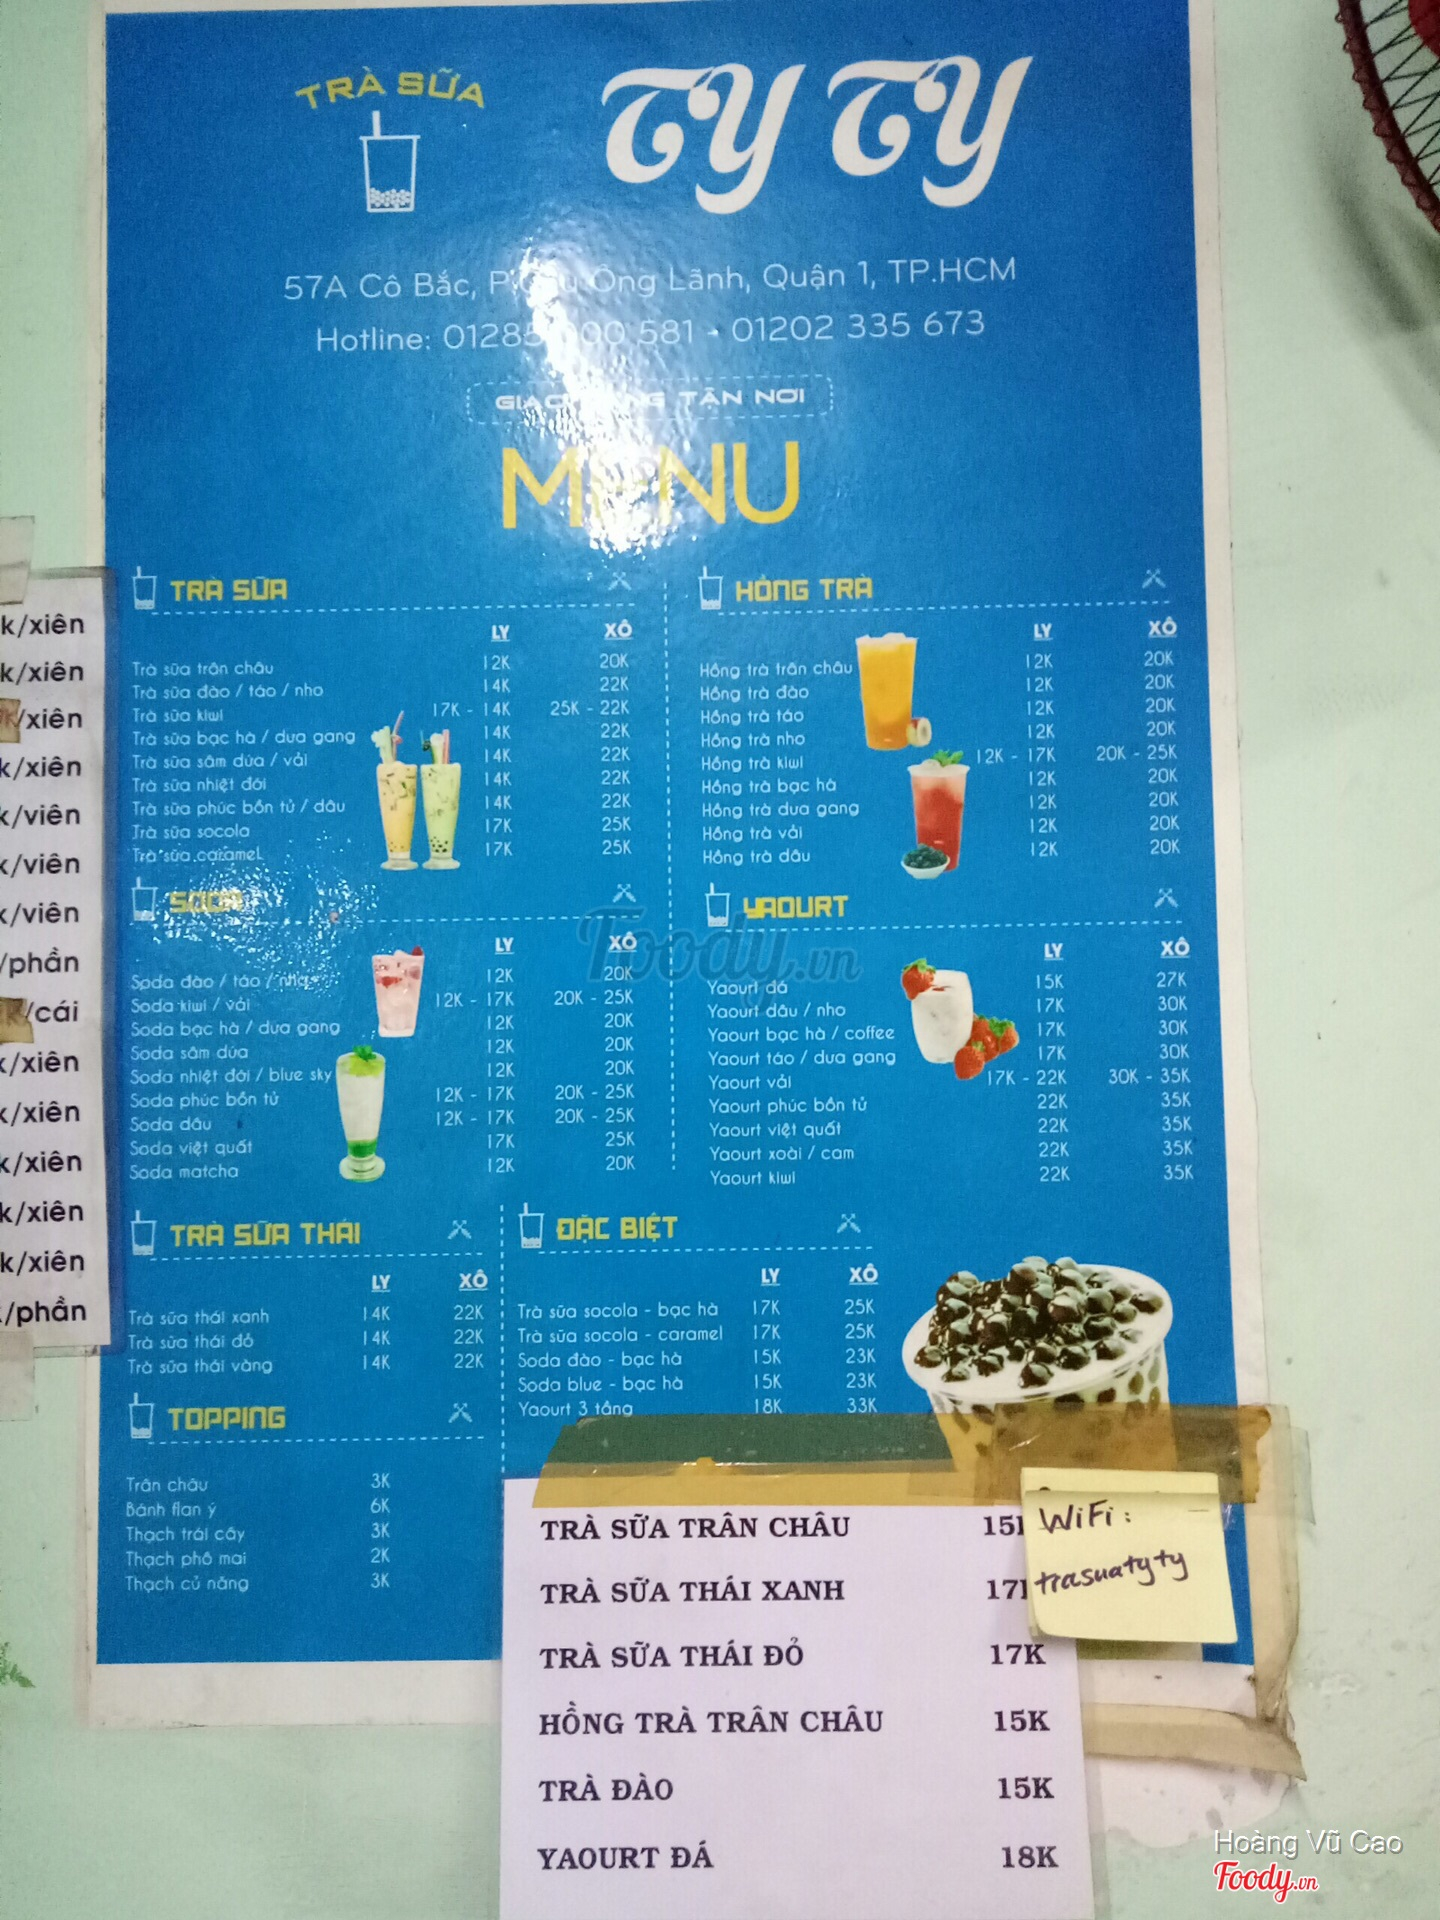 TRÀ SỮA
TY TY
57A Cô Bắc, Ông Lãnh, Quận 1, TP.HCM
Hotline: 581 - 01202 335 673
TẬN NƠI
MENU
TRÀ SỮA
LY XÔ
Trà sữa trân châu 12K 20K
Trà sữa đào / táo / nho 14K 22K
Trà sữa kiwi 17K - 14K 25K - 22K
Trà sữa bạc hà / dưa gang 14K 22K
Trà sữa sâm dứa / vải 14K 22K
Trà sữa nhiệt đới 14K 22K
Trà sữa phúc bồn tử / dâu 14K 22K
Trà sữa socola 17K 25K
Trà sữa caramel 17K 25K
HỒNG TRÀ
LY XÔ
Hồng trà trân châu 12K 20K
Hồng trà đào 12K 20K
Hồng trà táo 12K 20K
Hồng trà nho 12K 20K
Hồng trà kiwi 12K - 17K 20K - 25K
Hồng trà bạc hà 12K 20K
Hồng trà dưa gang 12K 20K
Hồng trà vải 12K 20K
Hồng trà dâu 12K 20K
SODA
LY XÔ
Soda đào / táo / nho 12K 20K
Soda kiwi / vải 12K - 17K 20K - 25K
Soda bạc hà / dưa gang 12K 20K
Soda sâm dứa 12K 20K
Soda nhiệt đới / blue sky 12K 20K
Soda phúc bồn tử 12K - 17K 20K - 25K
Soda dâu 12K - 17K 20K - 25K
Soda việt quất 17K 25K
Soda matcha 12K 20K
YAOURT
LY XÔ
Yaourt đá 15K 27K
Yaourt dâu / nho 17K 30K
Yaourt bạc hà / coffee 17K 30K
Yaourt táo / dưa gang 17K 30K
Yaourt vải 17K - 22K 30K - 35K
Yaourt phúc bồn tử 22K 35K
Yaourt việt quất 22K 35K
Yaourt xoài / cam 22K 35K
Yaourt kiwi 22K 35K
TRÀ SỮA THÁI
LY XÔ
Trà sữa thái xanh 14K 22K
Trà sữa thái đỏ 14K 22K
Trà sữa thái vàng 14K 22K
ĐẶC BIỆT
LY XÔ
Trà sữa socola - bạc hà 17K 25K
Trà sữa socola - caramel 17K 25K
Soda đào - bạc hà 15K 23K
Soda blue - bạc hà 15K 23K
Yaourt 3 tầng 18K 33K
TOPPING
Trân châu 3K
Bánh flan ý 6K
Thạch trái cây 3K
Thạch phô mai 2K
Thạch củ năng 3K
TRÀ SỮA TRÂN CHÂU 15
TRÀ SỮA THÁI XANH 17
TRÀ SỮA THÁI ĐỎ 17K
HỒNG TRÀ TRÂN CHÂU 15K
TRÀ ĐÀO 15K
YAOURT ĐÁ 18K
WiFi:
trasuatyty
k/xiên
k/xiên
/xiên
k/xiên
k/viên
k/viên
k/viên
/phần
/cái
k/xiên
k/xiên
k/xiên
k/xiên
k/xiên
/phần
Foody.vn
Hoàng Vũ Cao
Foody.vn